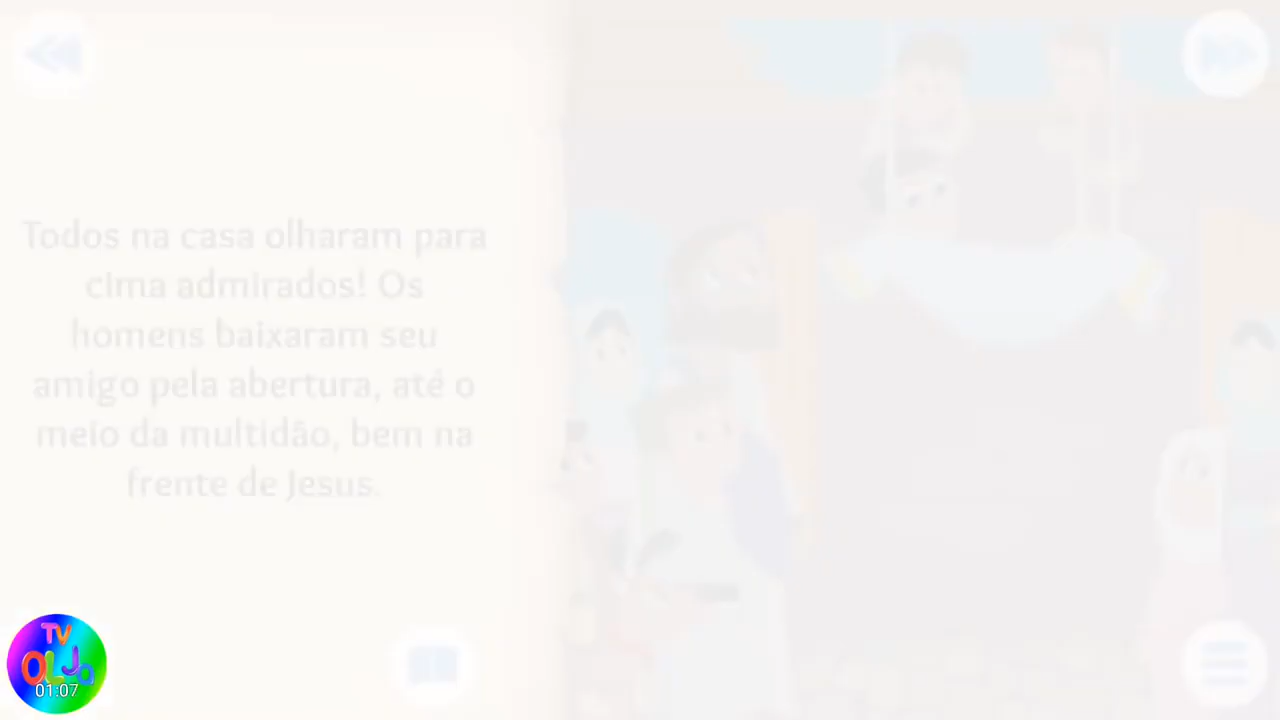 Todos na casa olharam para
cima admirados! Os
homens baixaram seu
amigo pela abertura, até o
meio da multidão, bem na
frente de Jesus.
TV
OLJa
01:07